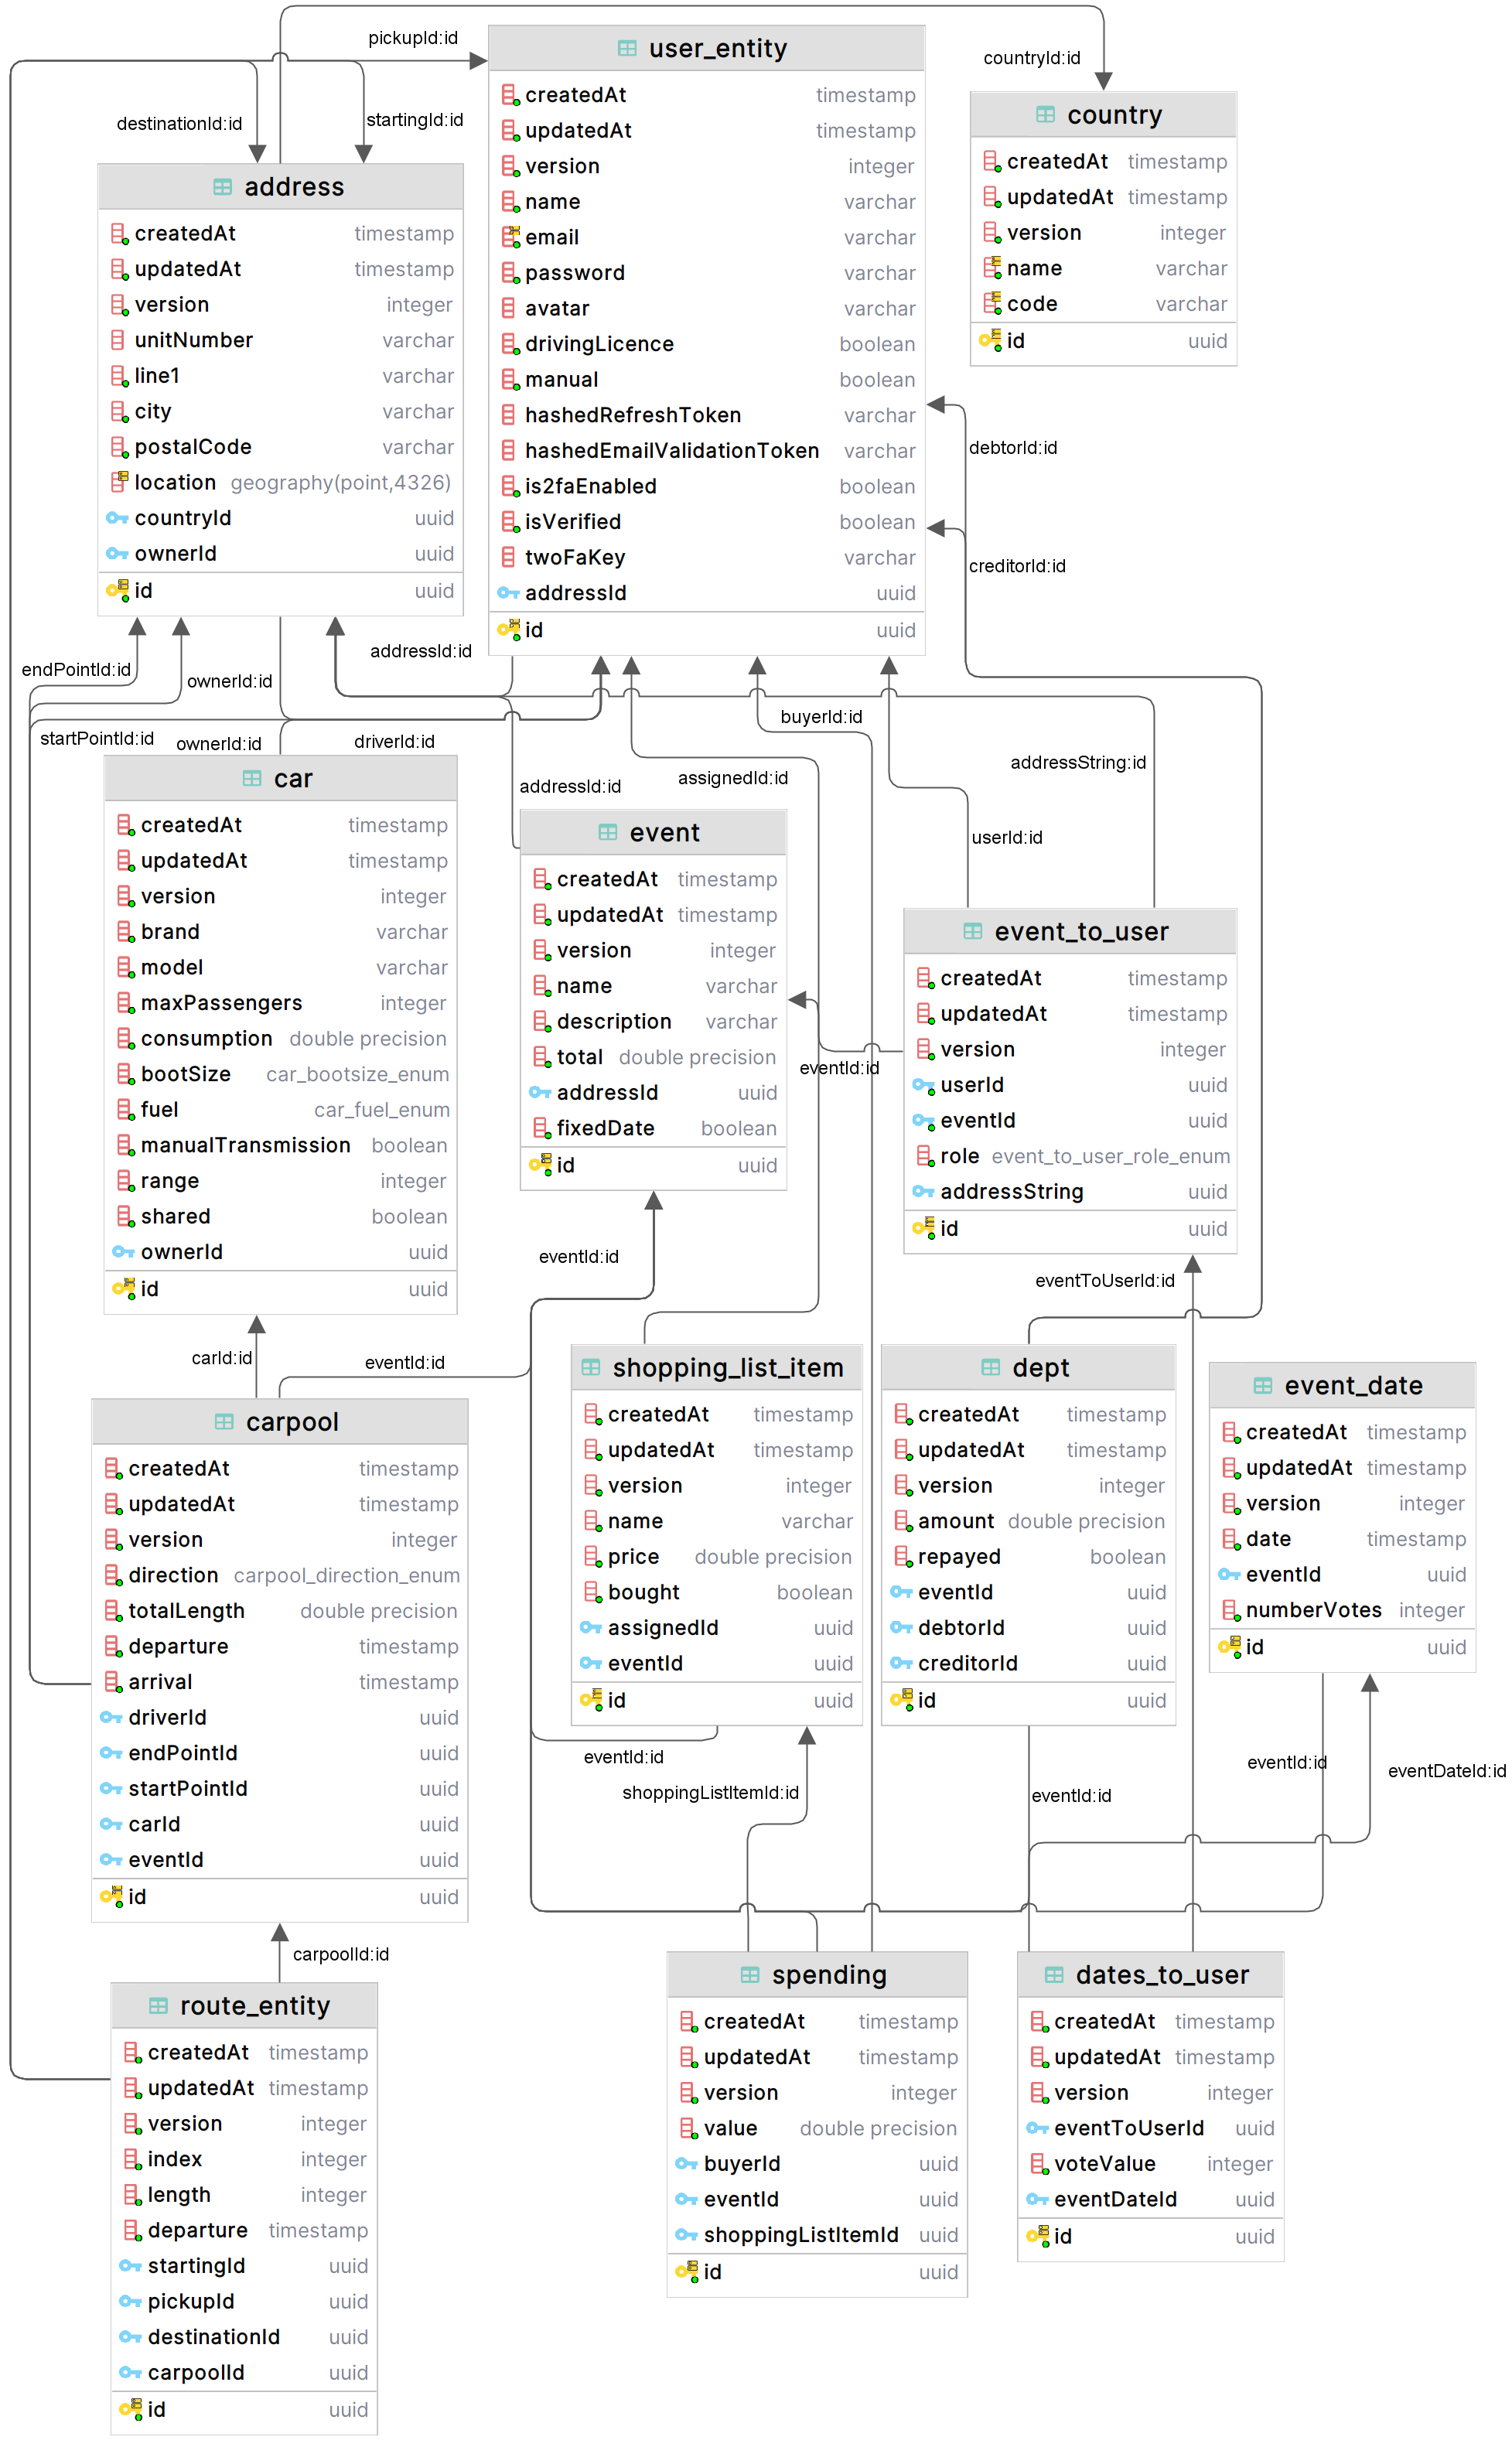 pickupId:id
destinationId:id
startingId:id
countryId:id
user_entity
createdAt timestamp
updatedAt timestamp
version integer
name varchar
email varchar
password varchar
avatar varchar
drivingLicence boolean
manual boolean
hashedRefreshToken varchar
hashedEmailValidationToken varchar
is2faEnabled boolean
isVerified boolean
twoFaKey varchar
addressId uuid
id uuid
country
createdAt timestamp
updatedAt timestamp
version integer
name varchar
code varchar
id uuid
address
createdAt timestamp
updatedAt timestamp
version integer
unitNumber varchar
line1 varchar
city varchar
postalCode varchar
location geography(point,4326)
countryId uuid
ownerId uuid
id uuid
debtorId:id
creditorId:id
endPointId:id
ownerId:id
addressId:id
startPointId:id
ownerId:id
driverId:id
buyerId:id
assignedId:id
addressId:id
addressString:id
userId:id
car
createdAt timestamp
updatedAt timestamp
version integer
brand varchar
model varchar
maxPassengers integer
consumption double precision
bootSize car_bootsize_enum
fuel car_fuel_enum
manualTransmission boolean
range integer
shared boolean
ownerId uuid
id uuid
event
createdAt timestamp
updatedAt timestamp
version integer
name varchar
description varchar
total double precision
addressId uuid
fixedDate boolean
id uuid
eventId:id
event_to_user
createdAt timestamp
updatedAt timestamp
version integer
userId uuid
eventId uuid
role event_to_user_role_enum
addressString uuid
id uuid
eventId:id
eventToUserId:id
carId:id
eventId:id
carpool
createdAt timestamp
updatedAt timestamp
version integer
direction carpool_direction_enum
totalLength double precision
departure timestamp
arrival timestamp
driverId uuid
endPointId uuid
startPointId uuid
carId uuid
eventId uuid
id uuid
shopping_list_item
createdAt timestamp
updatedAt timestamp
version integer
name varchar
price double precision
bought boolean
assignedId uuid
eventId uuid
id uuid
dept
createdAt timestamp
updatedAt timestamp
version integer
amount double precision
repayed boolean
eventId uuid
debtorId uuid
creditorId uuid
id uuid
event_date
createdAt timestamp
updatedAt timestamp
version integer
date timestamp
eventId uuid
numberVotes integer
id uuid
eventId:id
shoppingListItemId:id
eventId:id
eventId:id
eventDateId:id
carpoolId:id
route_entity
createdAt timestamp
updatedAt timestamp
version integer
index integer
length integer
departure timestamp
startingId uuid
pickupId uuid
destinationId uuid
carpoolId uuid
id uuid
spending
createdAt timestamp
updatedAt timestamp
version integer
value double precision
buyerId uuid
eventId uuid
shoppingListItemId uuid
id uuid
dates_to_user
createdAt timestamp
updatedAt timestamp
version integer
eventToUserId uuid
voteValue integer
eventDateId uuid
id uuid